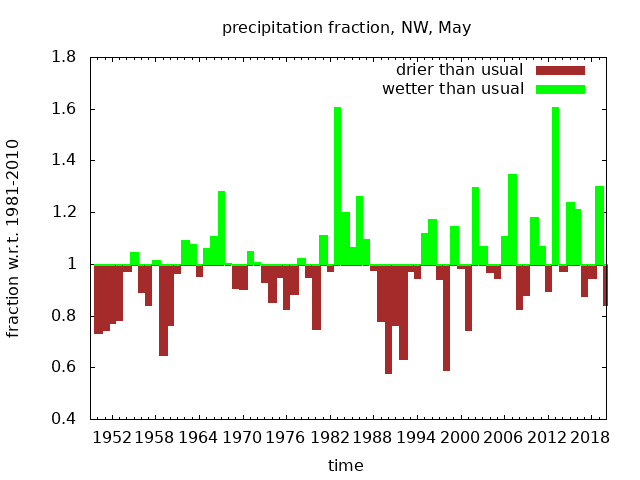 precipitation fraction, NW, May
drier than usual
wetter than usual
fraction w.r.t. 1981-2010
1.8
1.6
1.4
1.2
1
0.8
0.6
0.4
1952 1958 1964 1970 1976 1982 1988 1994 2000 2006 2012 2018
time